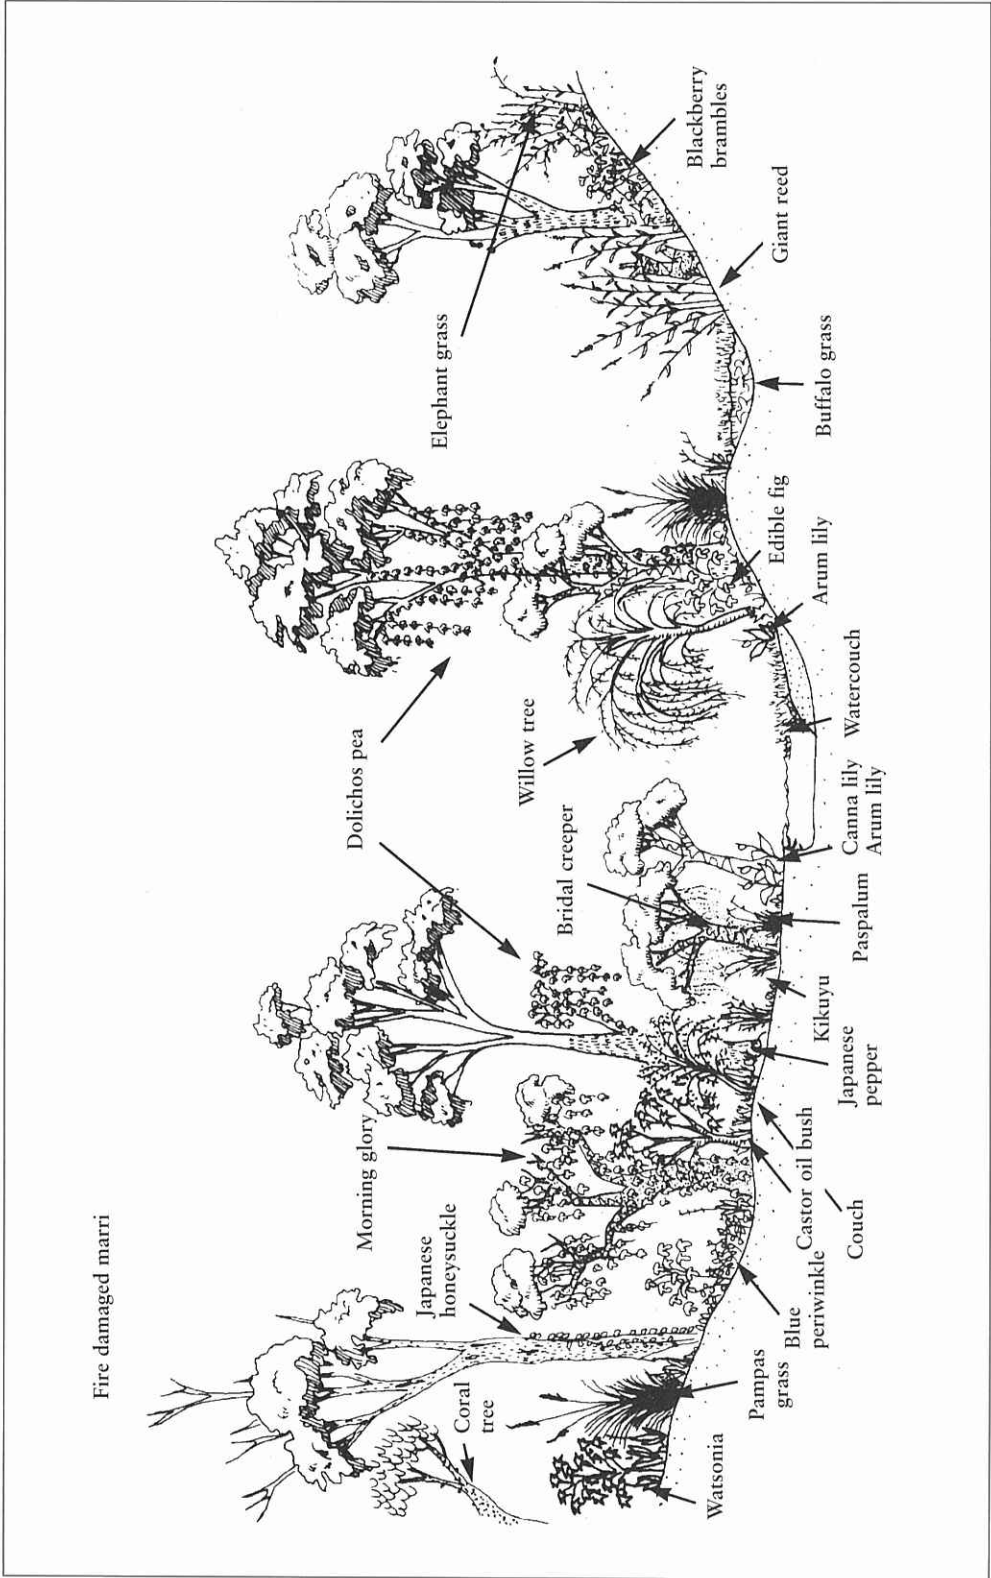 Fire damaged marri
Coral
tree
Japanese
honeysuckle
Morning glory
Dolichos pea
Bridal creeper
Willow tree
Elephant grass
Watsonia
Pampas
grass
Blue
periwinkle
Castor oil bush
Couch
Japanese
pepper
Kikuyu
Paspalum
Canna lily
Arum lily
Watercouch
Arum lily
Edible fig
Buffalo grass
Giant reed
Blackberry
brambles